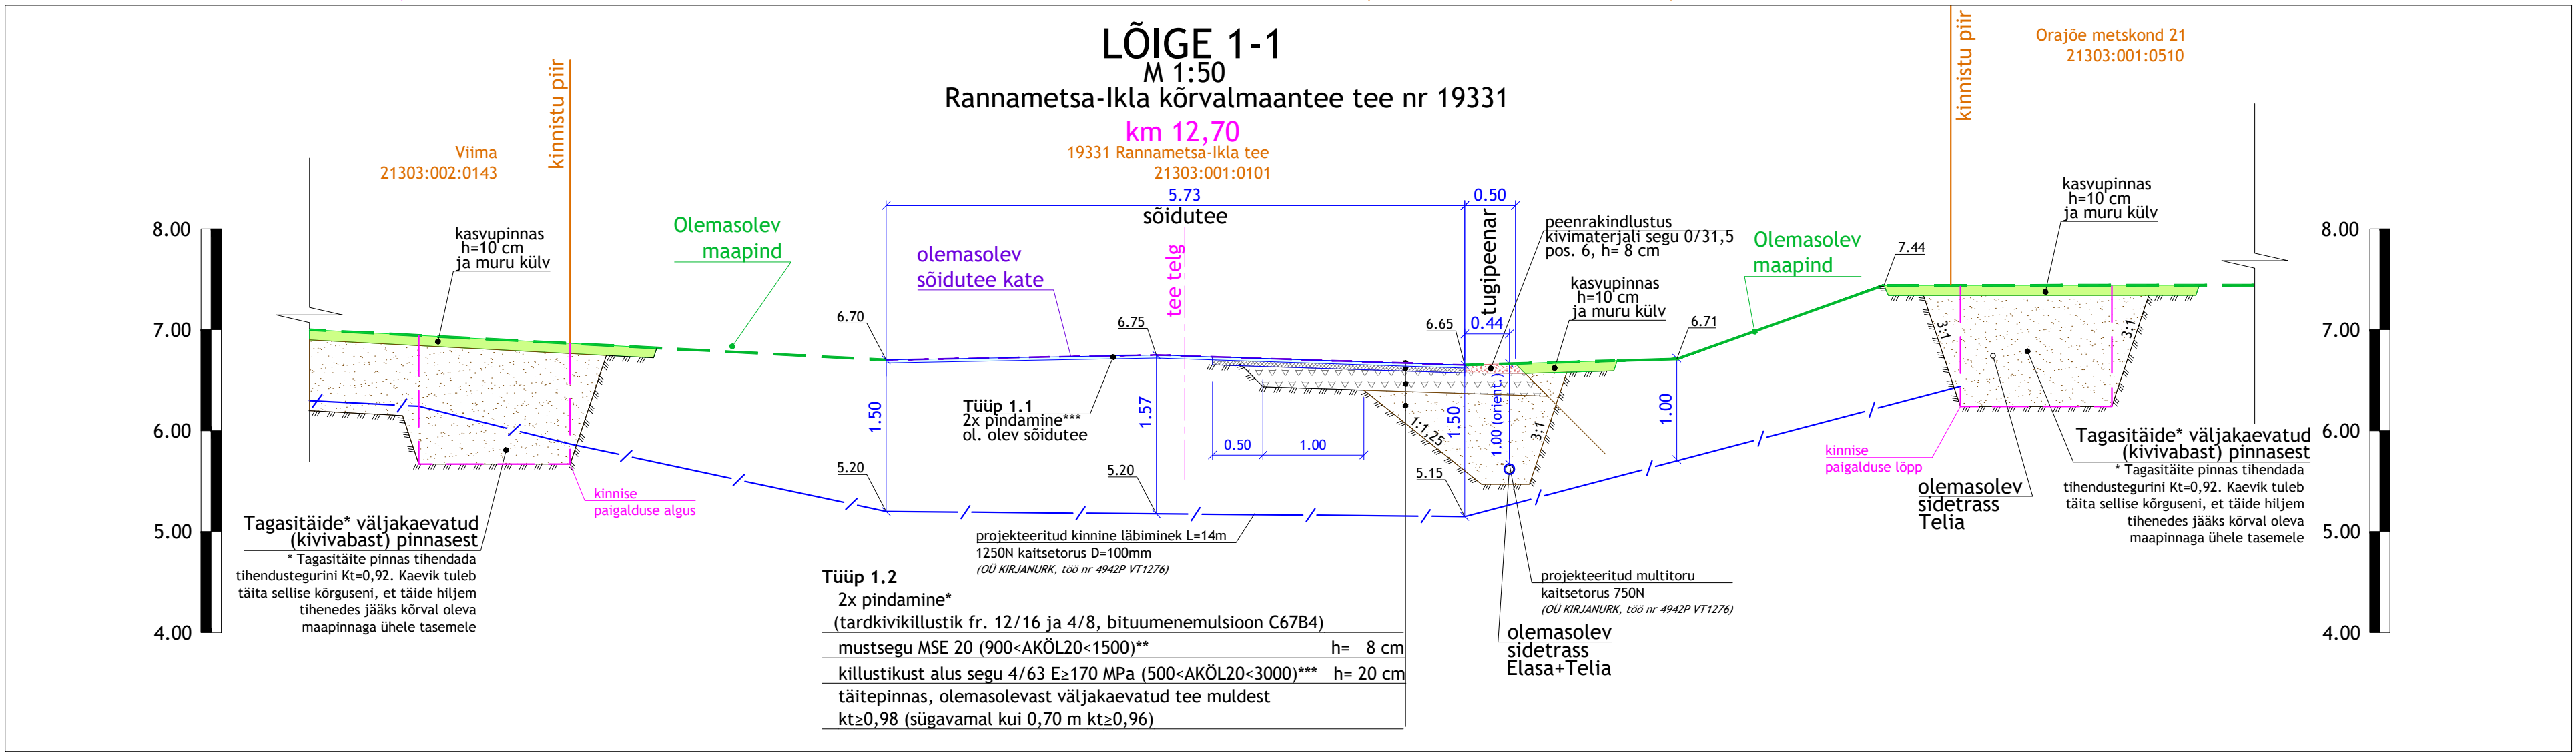 LÕIGE 1-1
M 1:50
Rannametsa-Ikla kõrvalmaantee tee nr 19331
km 12,70
19331 Rannametsa-Ikla tee
21303:001:0101
5.73
0.50
sõidutee
tugipeenar
tee telg
Viima
21303:002:0143
kinnistu piir
8.00
7.00
6.00
5.00
4.00
kasvupinnas
h=10 cm
ja muru külv
Olemasolev
maapind
olemasolev
sõidutee kate
6.70
6.75
6.65
0.44
6.71
peenrakindlustus
kivimaterjali segu 0/31,5
pos. 6, h= 8 cm
kasvupinnas
h=10 cm
ja muru külv
Olemasolev
maapind
7.44
kinnistu piir
Orajõe metskond 21
21303:001:0510
kasvupinnas
h=10 cm
ja muru külv
8.00
7.00
6.00
5.00
4.00
3:1
3:1
1.50
1.57
1.50
1.00 (orient.)
1.00
Tüüp 1.1
2x pindamine***
ol. olev sõidutee
0.50
1.00
1:1,25
3:1
5.20
5.20
5.15
kinnise
paigalduse algus
kinnise
paigalduse lõpp
Tagasitäide* väljakaevatud
(kivivabast) pinnasest
* Tagasitäite pinnas tihendada
tihendustegurini Kt=0,92. Kaevik tuleb
täita sellise kõrguseni, et täide hiljem
tihenedes jääks kõrval oleva
maapinnaga ühele tasemele
projekteeritud kinnine läbiminek L=14m
1250N kaitsetorus D=100mm
(OÜ KIRJANURK, töö nr 4942P VT1276)
Tüüp 1.2
2x pindamine*
(tardkivikillustik fr. 12/16 ja 4/8, bituumenemulsioon C67B4)
mustsegu MSE 20 (900<AKÖL20<1500)** h= 8 cm
killustikust alus segu 4/63 E≥170 MPa (500<AKÖL20<3000)*** h= 20 cm
täitepinnas, olemasolevast väljakaevatud tee muldest
kt≥0,98 (sügavamal kui 0,70 m kt≥0,96)
projekteeritud multitoru
kaitsetorus 750N
(OÜ KIRJANURK, töö nr 4942P VT1276)
olemasolev
sidetrass
Elasa+Telia
olemasolev
sidetrass
Telia
Tagasitäide* väljakaevatud
(kivivabast) pinnasest
* Tagasitäite pinnas tihendada
tihendustegurini Kt=0,92. Kaevik tuleb
täita sellise kõrguseni, et täide hiljem
tihenedes jääks kõrval oleva
maapinnaga ühele tasemele